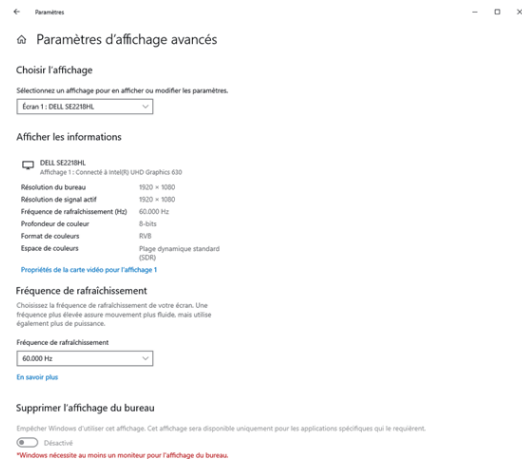 Paramètres
Paramètres d'affichage avancés
Choisir l'affichage
Sélectionnez un affichage pour en afficher ou modifier les paramètres.
Écran 1 : DELL SE2218HL
Afficher les informations
DELL SE2218HL
Affichage 1 : Connecté à Intel(R) UHD Graphics 630
Résolution du bureau 1920 × 1080
Résolution de signal actif 1920 × 1080
Fréquence de rafraîchissement (Hz) 60.000 Hz
Profondeur de couleur 8-bits
Format de couleurs RVB
Espace de couleurs Plage dynamique standard
(SDR)
Propriétés de la carte vidéo pour l'affichage 1
Fréquence de rafraîchissement
Choisissez la fréquence de rafraîchissement de votre écran. Une
fréquence plus élevée assure mouvement plus fluide, mais utilise
également plus de puissance.
Fréquence de rafraîchissement
60.000 Hz
En savoir plus
Supprimer l'affichage du bureau
Empêcher Windows d'utiliser cet affichage. Cet affichage sera disponible uniquement pour les applications spécifiques qui le requièrent.
Désactivé
*Windows nécessite au moins un moniteur pour l'affichage du bureau.